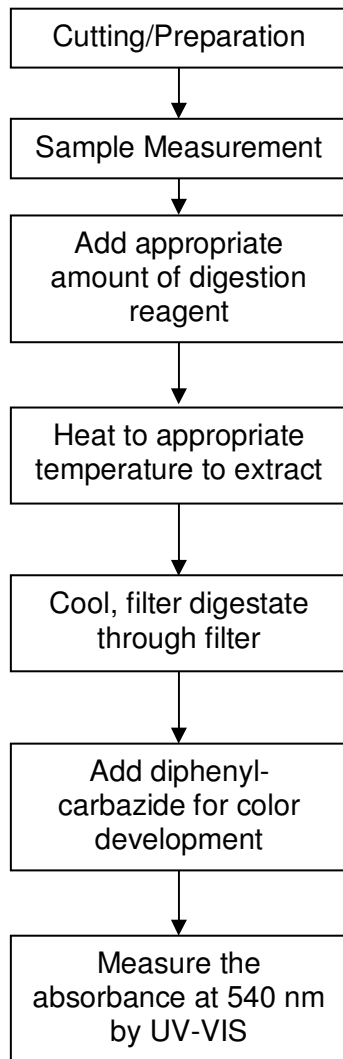 Cutting/Preparation
Sample Measurement
Add appropriate
amount of digestion
reagent
Heat to appropriate
temperature to extract
Cool, filter digestate
through filter
Add diphenyl-
carbazide for color
development
Measure the
absorbance at 540 nm
by UV-VIS